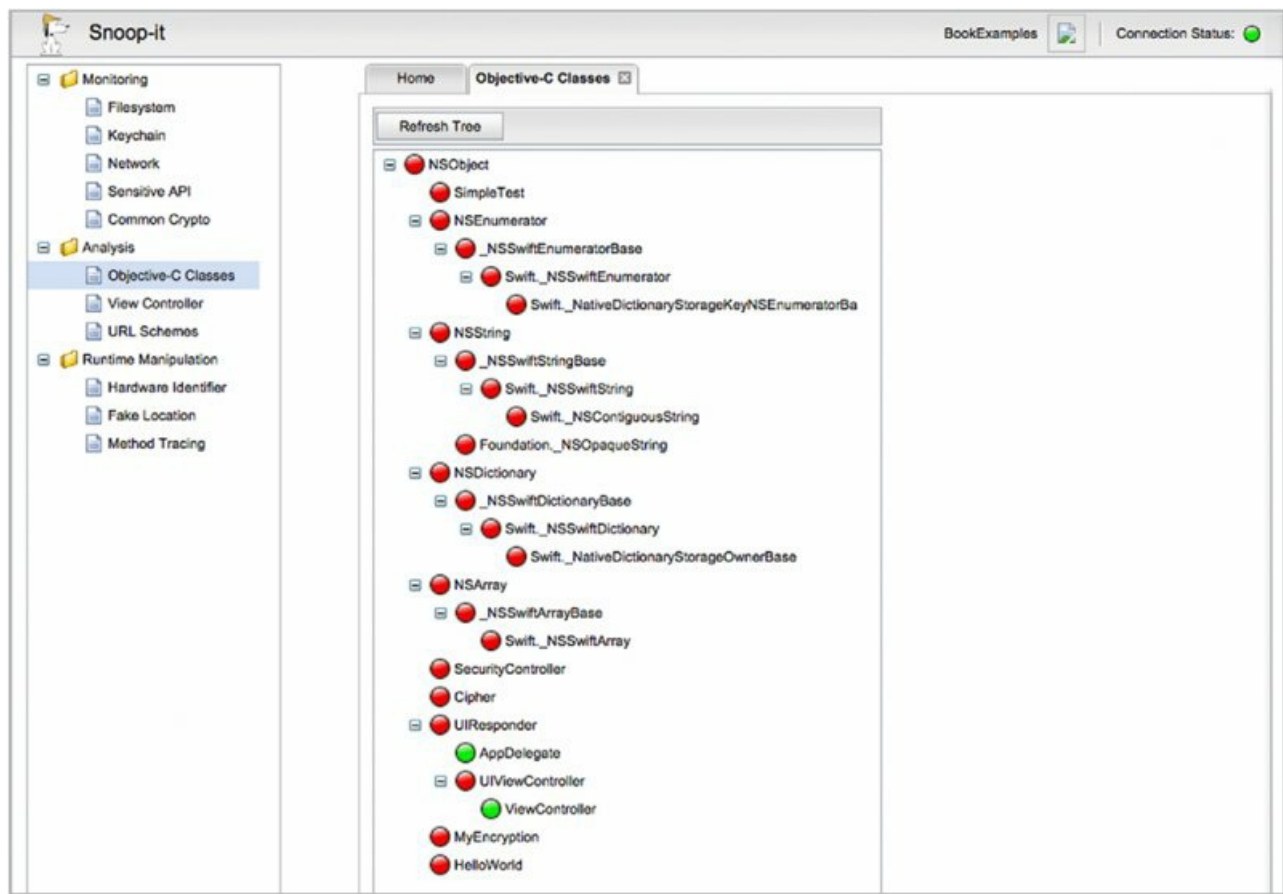 Snoop-it
BookExamples
Connection Status:
Monitoring
Filesystem
Keychain
Network
Sensitive API
Common Crypto
Analysis
Objective-C Classes
View Controller
URL Schemes
Runtime Manipulation
Hardware Identifier
Fake Location
Method Tracing
Home
Objective-C Classes
Refresh Tree
NSObject
SimpleTest
NSEnumerator
_NSSwiftEnumeratorBase
Swift._NSSwiftEnumerator
Swift._NativeDictionaryStorageKeyNSEnumeratorBa
NSString
_NSSwiftStringBase
Swift._NSSwiftString
Swift._NSContiguousString
Foundation._NSOpaqueString
NSDictionary
_NSSwiftDictionaryBase
Swift._NSSwiftDictionary
Swift._NativeDictionaryStorageOwnerBase
NSArray
_NSSwiftArrayBase
Swift._NSSwiftArray
SecurityController
Cipher
UIResponder
AppDelegate
UIViewController
ViewController
MyEncryption
HelloWorld